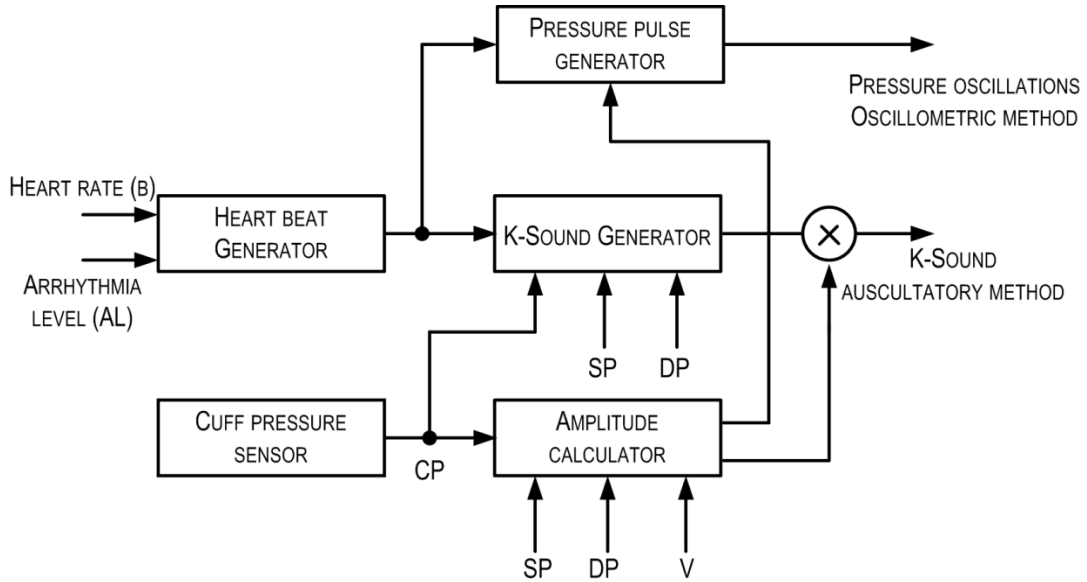 PRESSURE PULSE
GENERATOR
PRESSURE OSCILLATIONS
OSCILLOMETRIC METHOD
HEART RATE (B)
HEART BEAT
GENERATOR
K-SOUND GENERATOR
K-SOUND
AUSCULTATORY METHOD
ARRHYTHMIA
LEVEL (AL)
SP
DP
CUFF PRESSURE
SENSOR
CP
AMPLITUDE
CALCULATOR
SP
DP
V